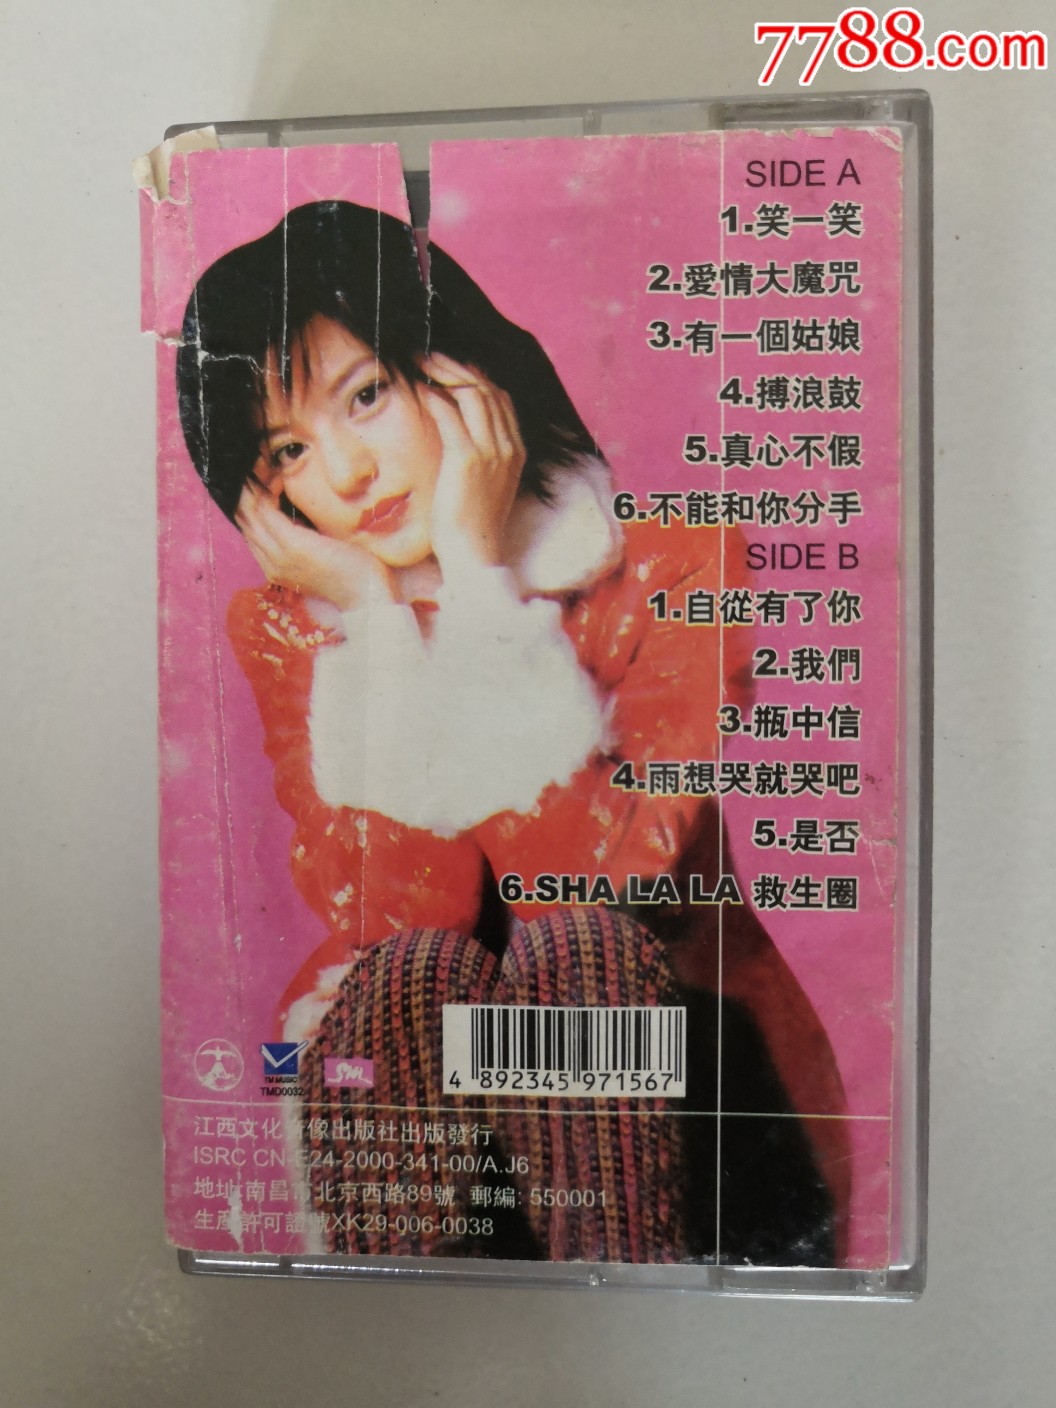 7788.com
SIDE A
1.笑一笑
2.愛情大魔咒
3.有一個姑娘
4.搏浪鼓
5.真心不假
6.不能和你分手
SIDE B
1.自從有了你
2.我們
3.瓶中信
4.雨想哭就哭吧
5.是否
6.SHA LA LA 救生圈
4 892345 971567
TM MUSIC
TMD0032
江西文化音像出版社出版發行
ISRC CN-E24-2000-341-00/A.J6
地址:南昌市北京西路89號 郵編: 550001
生產許可證號XK29-006-0038